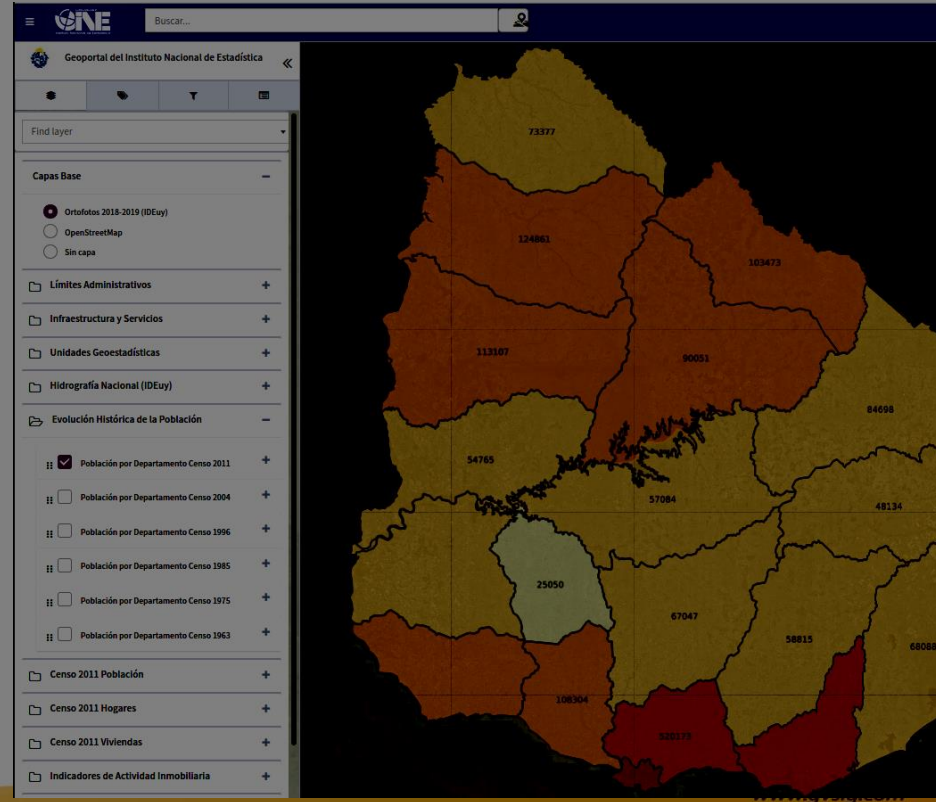 INE
Buscar...
Geoportal del Instituto Nacional de Estadística
Find layer
Capas Base
Ortofotos 2018-2019 (IDEuy)
OpenStreetMap
Sin capa
Límites Administrativos
Infraestructura y Servicios
Unidades Geoestadísticas
Hidrografía Nacional (IDEuy)
Evolución Histórica de la Población
Población por Departamento Censo 2011
Población por Departamento Censo 2004
Población por Departamento Censo 1996
Población por Departamento Censo 1985
Población por Departamento Censo 1975
Población por Departamento Censo 1963
Censo 2011 Población
Censo 2011 Hogares
Censo 2011 Viviendas
Indicadores de Actividad Inmobiliaria
73377
124861
103473
113107
90051
84698
54765
57084
48134
25050
67047
58815
68088
108304
520173